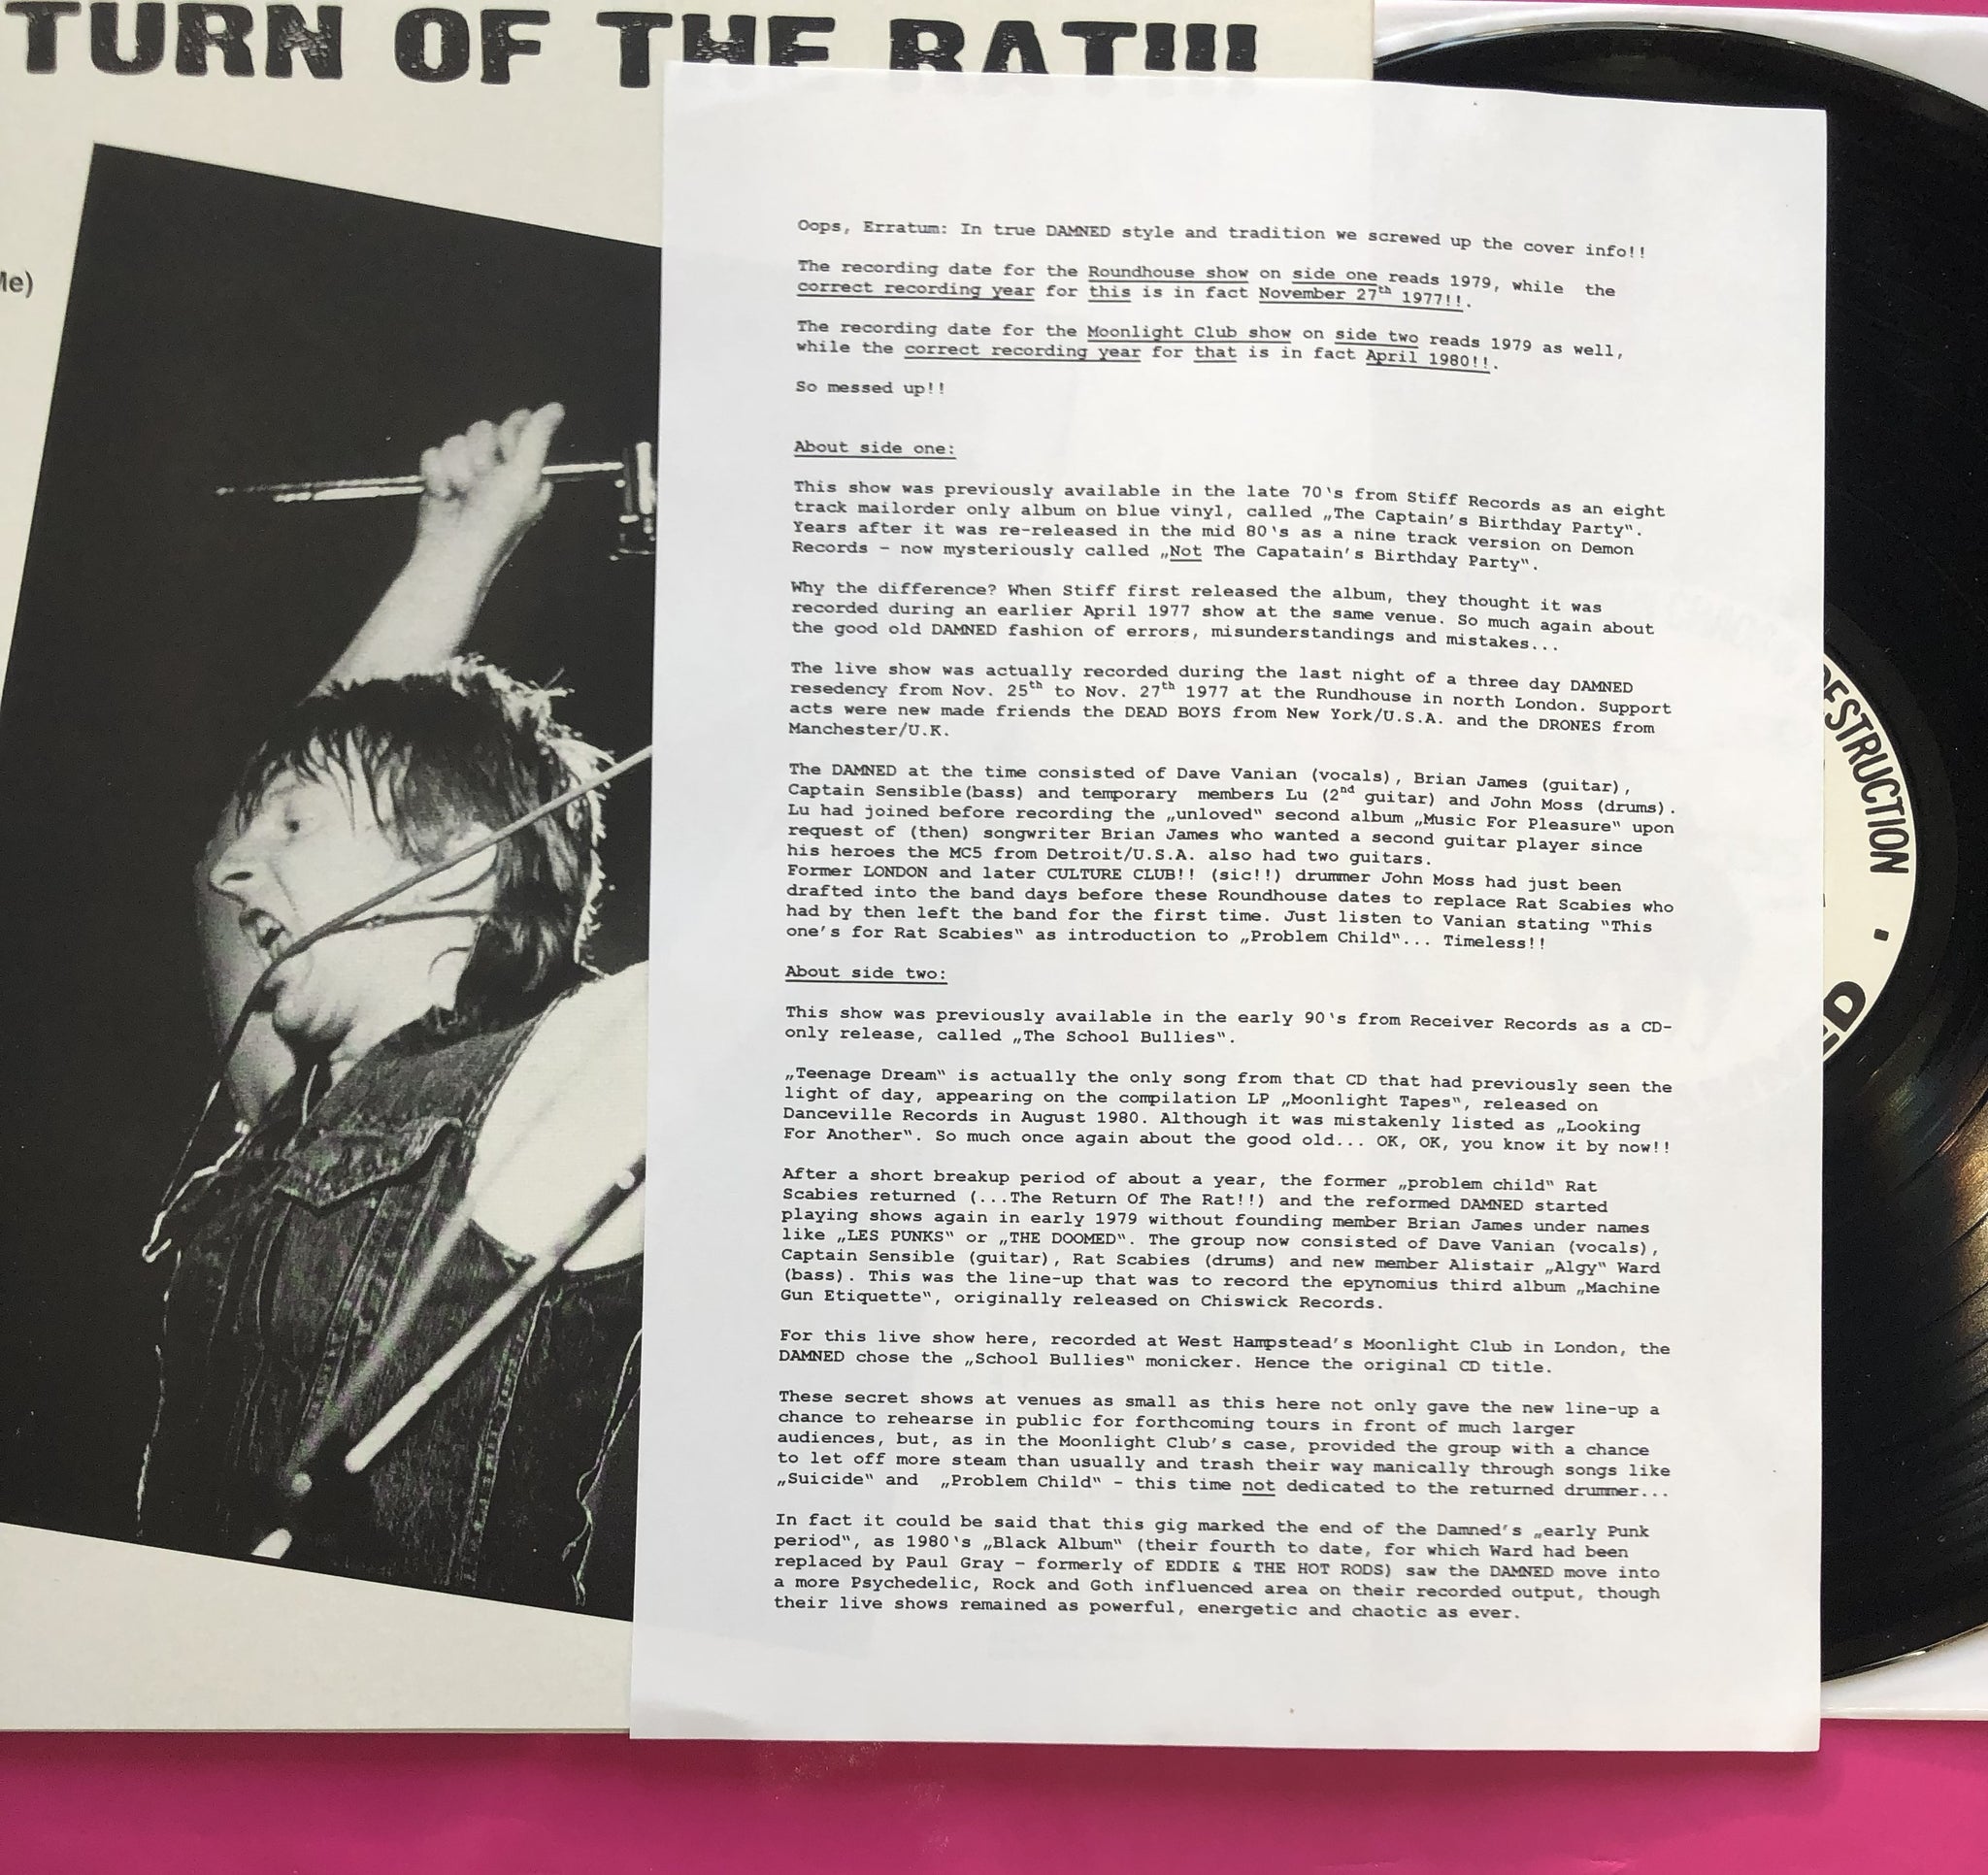 TURN OF THE RAT!!!
Me)
Oops, Erratum: In true DAMNED style and tradition we screwed up the cover info!!
The recording date for the Roundhouse show on side one reads 1979, while the
correct recording year for this is in fact November 27th 1977!!.
The recording date for the Moonlight Club show on side two reads 1979 as well,
while the correct recording year for that is in fact April 1980!!.
So messed up!!
About side one:
This show was previously available in the late 70‛s from Stiff Records as an eight
track mailorder only album on blue vinyl, called „The Captain's Birthday Party‟.
Years after it was re-released in the mid 80‛s as a nine track version on Demon
Records - now mysteriously called „Not The Capatain's Birthday Party‟.
Why the difference? When Stiff first released the album, they thought it was
recorded during an earlier April 1977 show at the same venue. So much again about
the good old DAMNED fashion of errors, misunderstandings and mistakes...
The live show was actually recorded during the last night of a three day DAMNED
resedency from Nov. 25th to Nov. 27th 1977 at the Rundhouse in north London. Support
acts were new made friends the DEAD BOYS from New York/U.S.A. and the DRONES from
Manchester/U.K.
The DAMNED at the time consisted of Dave Vanian (vocals), Brian James (guitar),
Captain Sensible(bass) and temporary members Lu (2nd guitar) and John Moss (drums).
Lu had joined before recording the „unloved‟ second album „Music For Pleasure‟ upon
request of (then) songwriter Brian James who wanted a second guitar player since
his heroes the MC5 from Detroit/U.S.A. also had two guitars.
Former LONDON and later CULTURE CLUB!! (sic!!) drummer John Moss had just been
drafted into the band days before these Roundhouse dates to replace Rat Scabies who
had by then left the band for the first time. Just listen to Vanian stating "This
one's for Rat Scabies‟ as introduction to „Problem Child‟... Timeless!!
About side two:
This show was previously available in the early 90‛s from Receiver Records as a CD-
only release, called „The School Bullies‟.
„Teenage Dream‟ is actually the only song from that CD that had previously seen the
light of day, appearing on the compilation LP „Moonlight Tapes‟, released on
Danceville Records in August 1980. Although it was mistakenly listed as „Looking
For Another‟. So much once again about the good old... OK, OK, you know it by now!!
After a short breakup period of about a year, the former „problem child‟ Rat
Scabies returned (...The Return Of The Rat!!) and the reformed DAMNED started
playing shows again in early 1979 without founding member Brian James under names
like „LES PUNKS‟ or „THE DOOMED‟. The group now consisted of Dave Vanian (vocals),
Captain Sensible (guitar), Rat Scabies (drums) and new member Alistair „Algy‟ Ward
(bass). This was the line-up that was to record the epynomius third album „Machine
Gun Etiquette‟, originally released on Chiswick Records.
For this live show here, recorded at West Hampstead's Moonlight Club in London, the
DAMNED chose the „School Bullies‟ monicker. Hence the original CD title.
These secret shows at venues as small as this here not only gave the new line-up a
chance to rehearse in public for forthcoming tours in front of much larger
audiences, but, as in the Moonlight Club's case, provided the group with a chance
to let off more steam than usually and trash their way manically through songs like
„Suicide‟ and „Problem Child‟ - this time not dedicated to the returned drummer...
In fact it could be said that this gig marked the end of the Damned's „early Punk
period‟, as 1980‛s „Black Album‟ (their fourth to date, for which Ward had been
replaced by Paul Gray - formerly of EDDIE & THE HOT RODS) saw the DAMNED move into
a more Psychedelic, Rock and Goth influenced area on their recorded output, though
their live shows remained as powerful, energetic and chaotic as ever.
DESTRUCTION